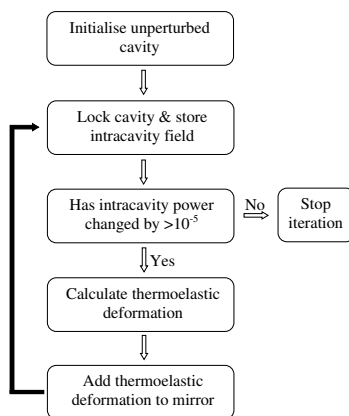 Initialise unperturbed
cavity
Lock cavity & store
intracavity field
Has intracavity power
changed by >10⁻⁵
No
Stop
iteration
Yes
Calculate thermoelastic
deformation
Add thermoelastic
deformation to mirror